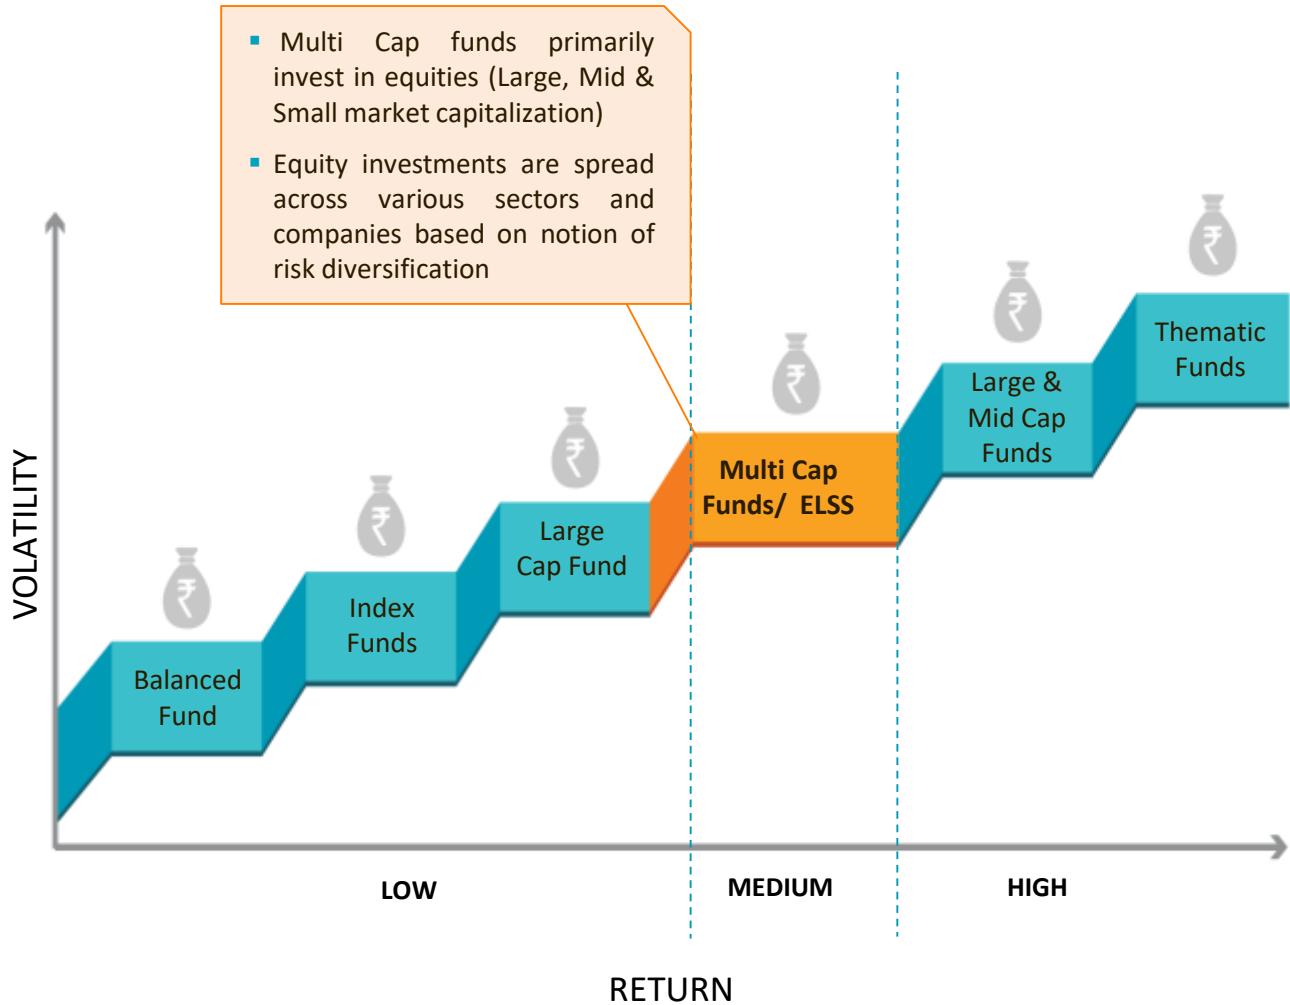 Multi Cap funds primarily
invest in equities (Large, Mid &
Small market capitalization)
Equity investments are spread
across various sectors and
companies based on notion of
risk diversification
₹
Thematic
Funds
₹
Large &
Mid Cap
Funds
₹
Multi Cap
Funds/ ELSS
₹
Large
Cap Fund
₹
Index
Funds
₹
Balanced
Fund
VOLATILITY
LOW
MEDIUM
HIGH
RETURN